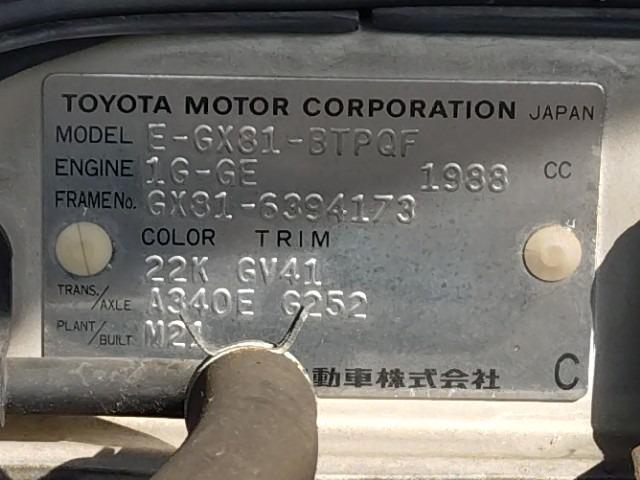 TOYOTA MOTOR CORPORATION JAPAN
MODEL E-GX81-BTPQF
ENGINE 1G-GE 1988 CC
FRAME No. GX81-6394173
COLOR TRIM
22K GV41
TRANS./AXLE A340E G252
PLANT/BUILT M21
動車株式会社 C